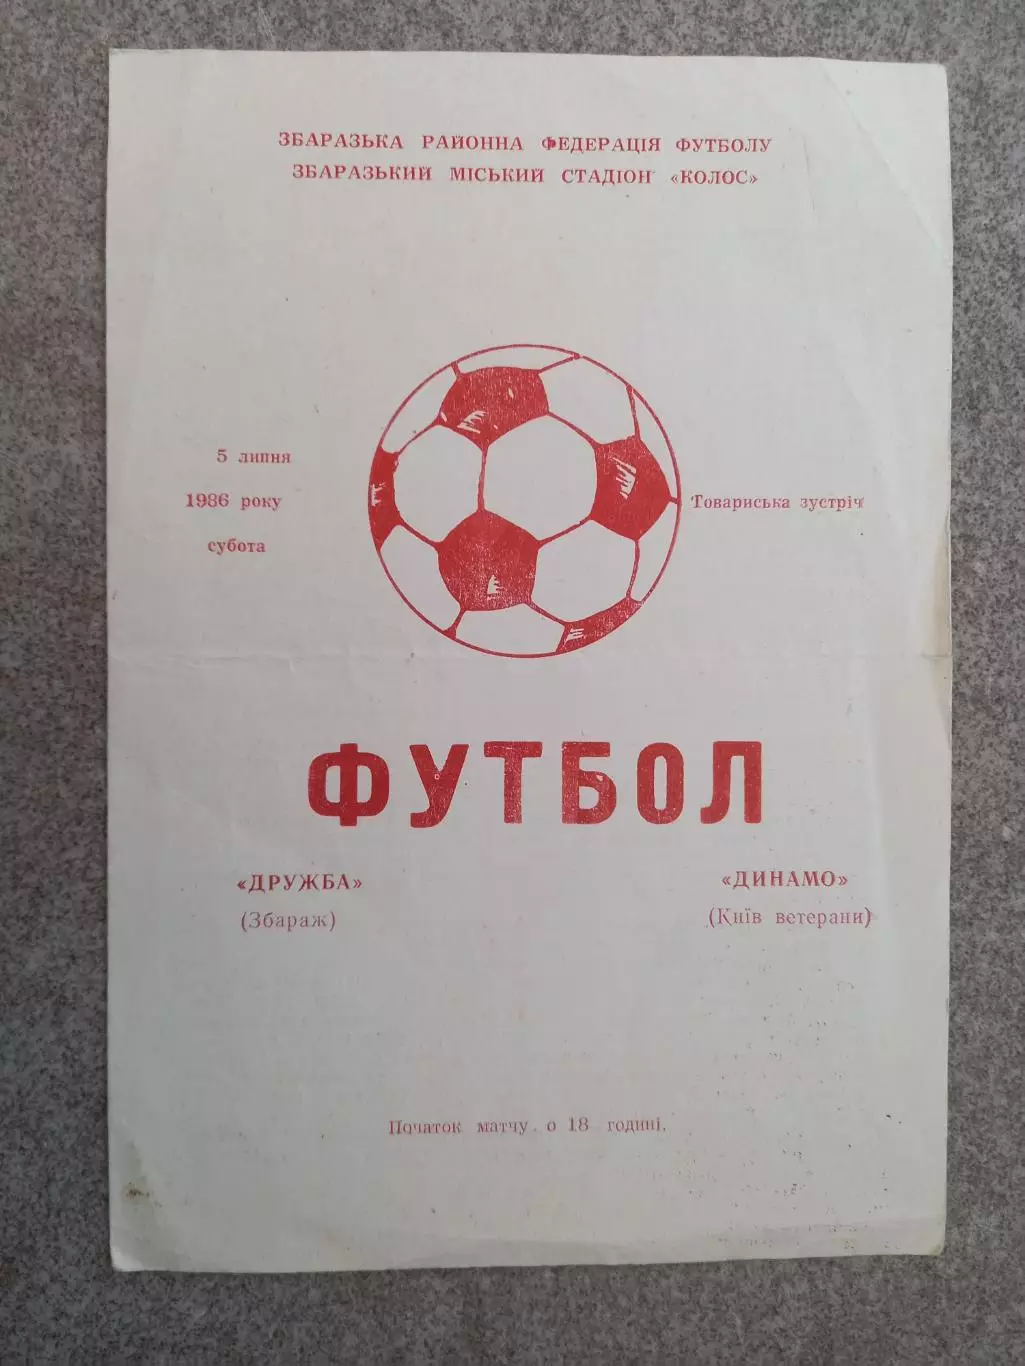 ЗБАРАЗЬКА РАЙОННА ФЕДЕРАЦІЯ ФУТБОЛУ
ЗБАРАЗЬКИЙ МІСЬКИЙ СТАДІОН «КОЛОС»
5 липня
1986 року
субота
Товариська зустріч
ФУТБОЛ
«ДРУЖБА»
(Збараж)
«ДИНАМО»
(Київ ветерани)
Початок матчу о 18 годині.